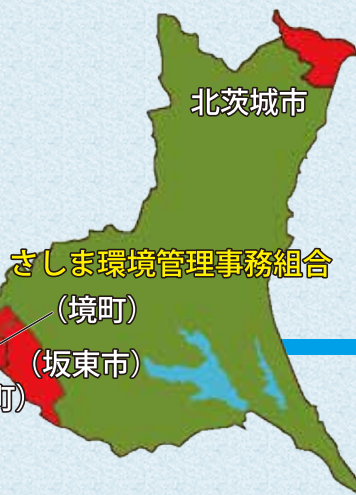 北茨城市
さしま環境管理事務組合
（境町）
（坂東市）
町）